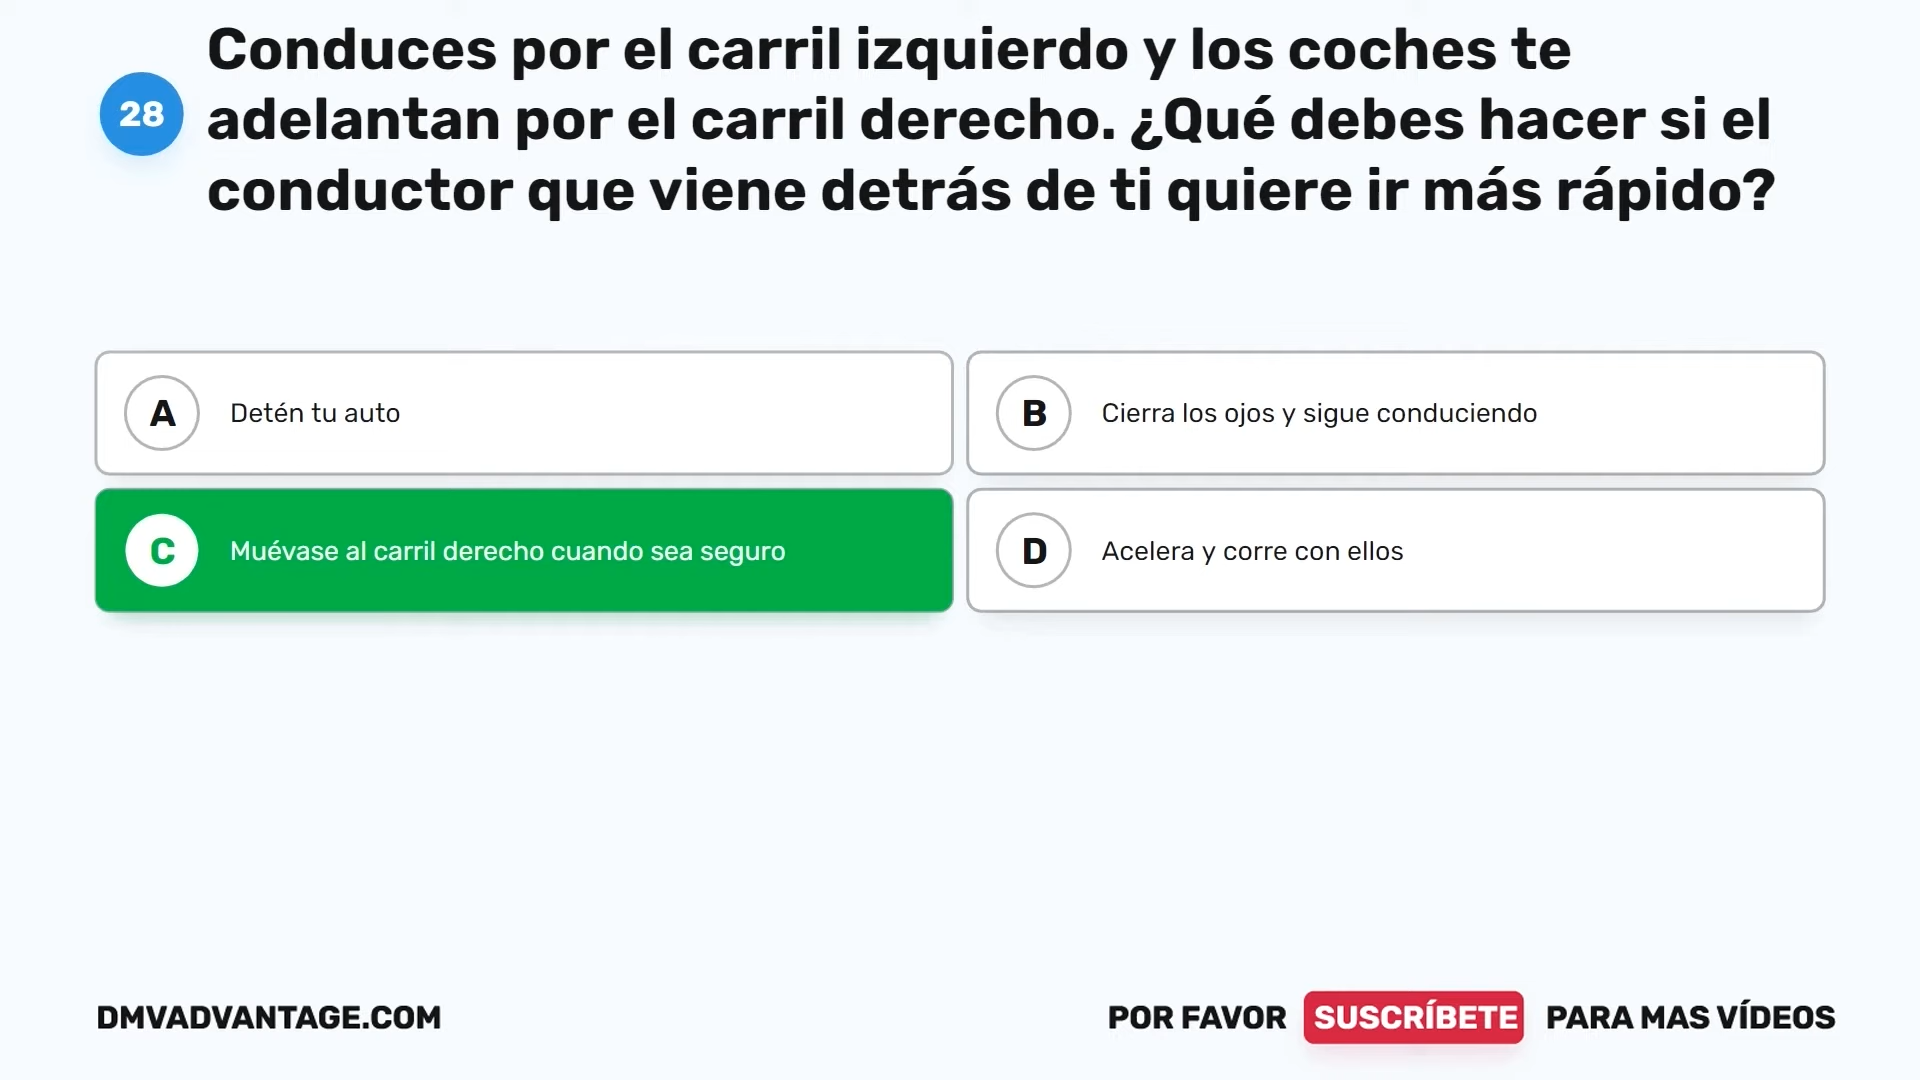 28
Conduces por el carril izquierdo y los coches te
adelantan por el carril derecho. ¿Qué debes hacer si el
conductor que viene detrás de ti quiere ir más rápido?
A Detén tu auto
B Cierra los ojos y sigue conduciendo
C Muévase al carril derecho cuando sea seguro
D Acelera y corre con ellos
DMVADVANTAGE.COM
POR FAVOR SUSCRÍBETE PARA MAS VÍDEOS